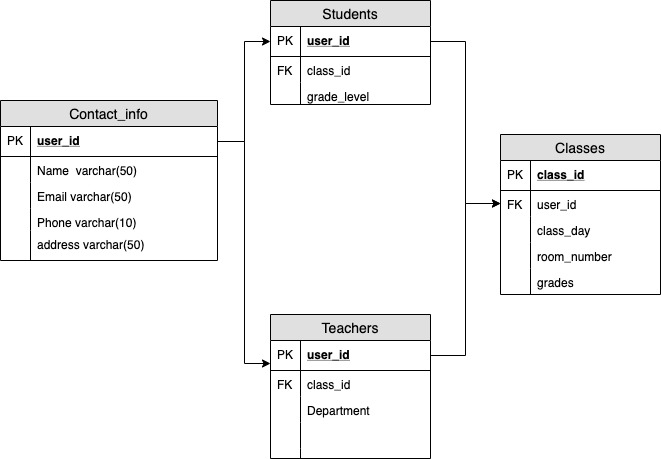 Students
PK user_id
FK class_id
grade_level
Contact_info
PK user_id
Name varchar(50)
Email varchar(50)
Phone varchar(10)
address varchar(50)
Classes
PK class_id
FK user_id
class_day
room_number
grades
Teachers
PK user_id
FK class_id
Department